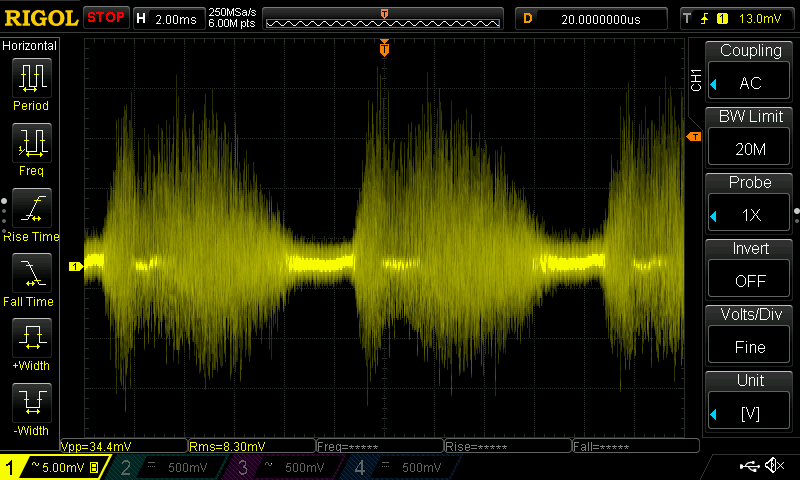 RIGOL STOP H 2.00ms 250MSa/s 6.00M pts T D 20.0000000us T 1 13.0mV
Horizontal
Period
Freq
Rise Time
Fall Time
+Width
-Width
T
T
1
CH1
Coupling
AC
BW Limit
20M
Probe
1X
Invert
OFF
Volts/Div
Fine
Unit
[V]
Vpp=34.4mV Rms=8.30mV Freq=***** Rise=***** Fall=*****
1 ~ 5.00mV B 2 500mV 3 ~ 500mV 4 500mV